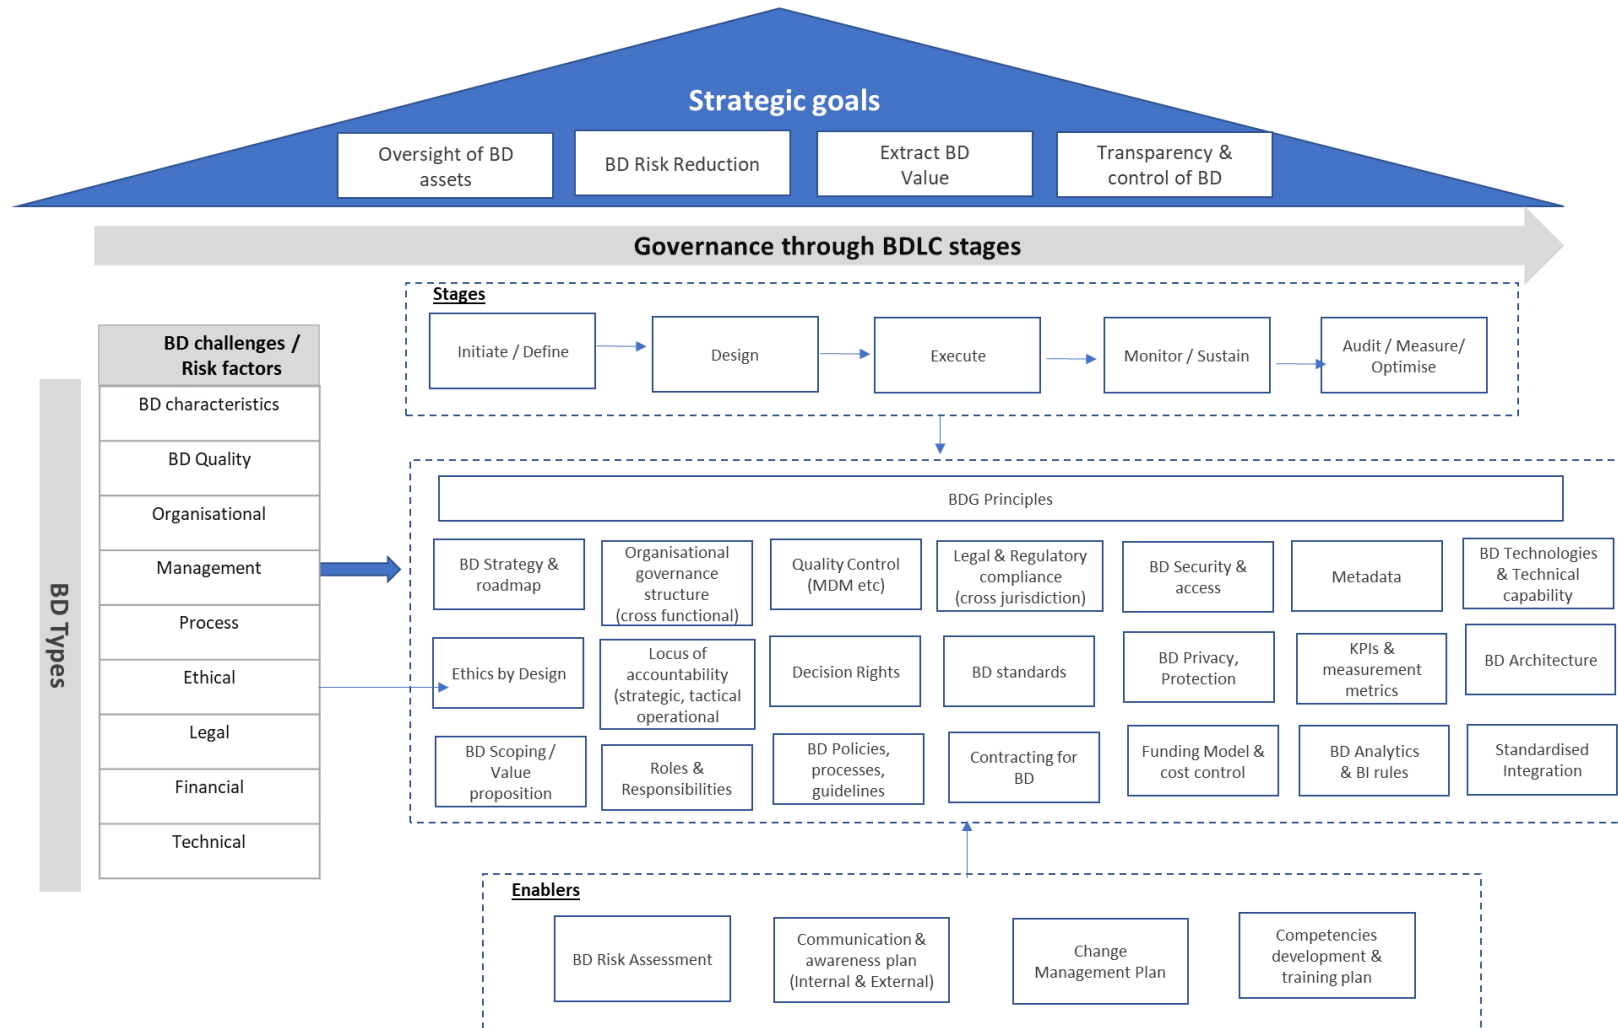 Strategic goals
Oversight of BD
assets
BD Risk Reduction
Extract BD
Value
Transparency &
control of BD
Governance through BDLC stages
Stages
Initiate / Define
Design
Execute
Monitor / Sustain
Audit / Measure/
Optimise
BD challenges /
Risk factors
BD Types
BD characteristics
BD Quality
Organisational
Management
Process
Ethical
Legal
Financial
Technical
BDG Principles
BD Strategy &
roadmap
Organisational
governance
structure
(cross functional)
Quality Control
(MDM etc)
Legal & Regulatory
compliance
(cross jurisdiction)
BD Security &
access
Metadata
BD Technologies
& Technical
capability
Ethics by Design
Locus of
accountability
(strategic, tactical
operational
Decision Rights
BD standards
BD Privacy,
Protection
KPIs &
measurement
metrics
BD Architecture
BD Scoping /
Value
proposition
Roles &
Responsibilities
BD Policies,
processes,
guidelines
Contracting for
BD
Funding Model &
cost control
BD Analytics
& BI rules
Standardised
Integration
Enablers
BD Risk Assessment
Communication &
awareness plan
(Internal & External)
Change
Management Plan
Competencies
development &
training plan